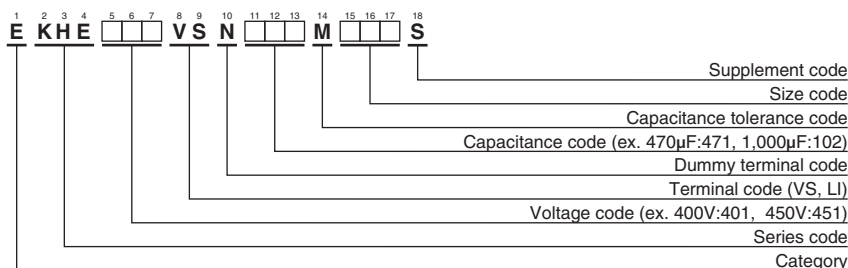 1 2 3 4 5 6 7 8 9 10 11 12 13 14 15 16 17 18
E KHE □□□ VS N □□□ M □□□ S
Supplement code
Size code
Capacitance tolerance code
Capacitance code (ex. 470µF:471, 1,000µF:102)
Dummy terminal code
Terminal code (VS, LI)
Voltage code (ex. 400V:401, 450V:451)
Series code
Category